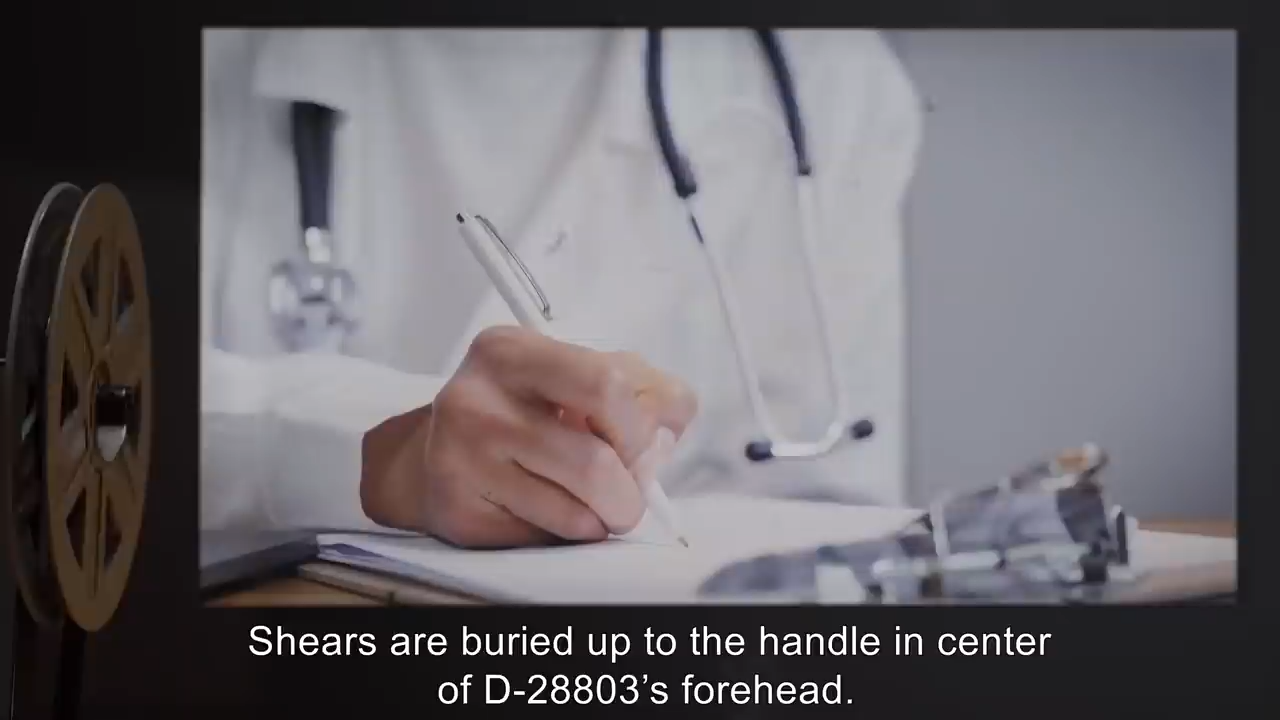 Shears are buried up to the handle in center
of D-28803’s forehead.